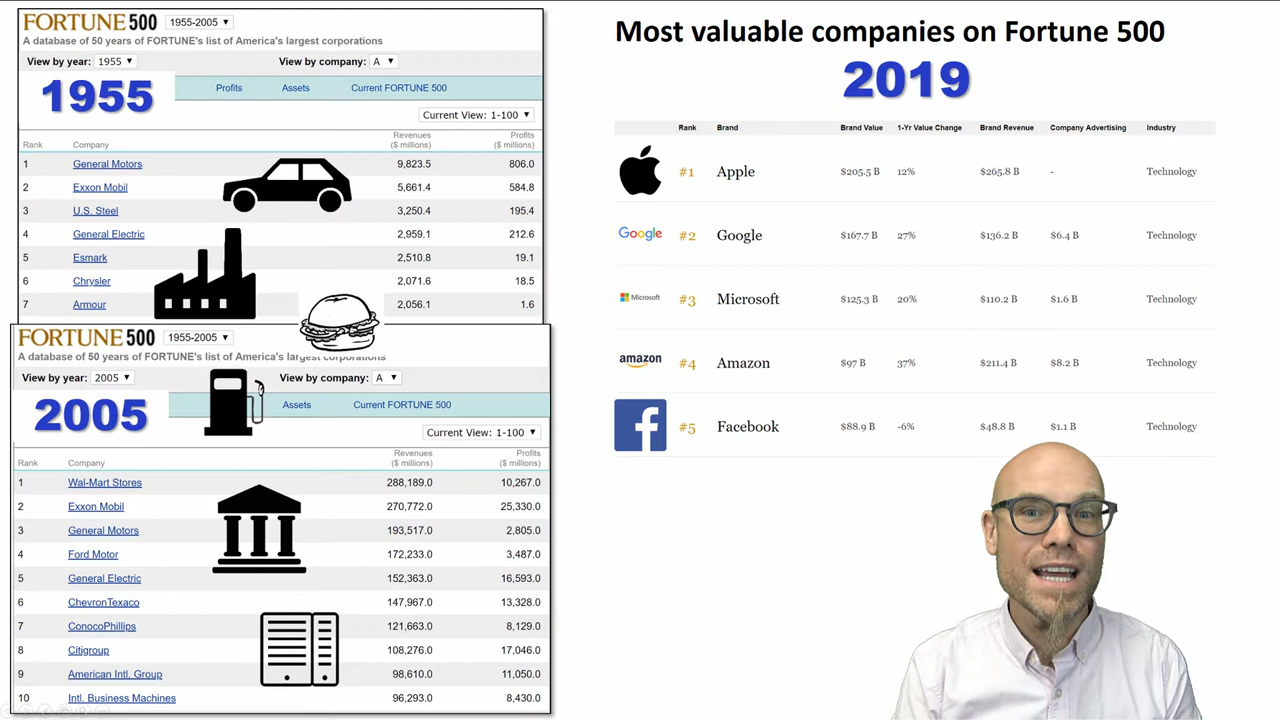 FORTUNE 500 1955-2005 ▼
A database of 50 years of FORTUNE's list of America's largest corporations
View by year: 1955 ▼ View by company: A ▼
1955 Profits Assets Current FORTUNE 500
Current View: 1-100 ▼
Rank Company Revenues ($ millions) Profits ($ millions)
1 General Motors 9,823.5 806.0
2 Exxon Mobil 5,661.4 584.8
3 U.S. Steel 3,250.4 195.4
4 General Electric 2,959.1 212.6
5 Esmark 2,510.8 19.1
6 Chrysler 2,071.6 18.5
7 Armour 2,056.1 1.6
FORTUNE 500 1955-2005 ▼
A database of 50 years of FORTUNE's list of America's largest corporations
View by year: 2005 ▼ View by company: A ▼
2005 Assets Current FORTUNE 500
Current View: 1-100 ▼
Rank Company Revenues ($ millions) Profits ($ millions)
1 Wal-Mart Stores 288,189.0 10,267.0
2 Exxon Mobil 270,772.0 25,330.0
3 General Motors 193,517.0 2,805.0
4 Ford Motor 172,233.0 3,487.0
5 General Electric 152,363.0 16,593.0
6 ChevronTexaco 147,967.0 13,328.0
7 ConocoPhillips 121,663.0 8,129.0
8 Citigroup 108,276.0 17,046.0
9 American Intl. Group 98,610.0 11,050.0
10 Intl. Business Machines 96,293.0 8,430.0
Most valuable companies on Fortune 500
2019
Rank Brand Brand Value 1-Yr Value Change Brand Revenue Company Advertising Industry
#1 Apple $205.5 B 12% $265.8 B - Technology
Google #2 Google $167.7 B 27% $136.2 B $6.4 B Technology
Microsoft #3 Microsoft $125.3 B 20% $110.2 B $1.6 B Technology
amazon #4 Amazon $97 B 37% $211.4 B $8.2 B Technology
f #5 Facebook $88.9 B -6% $48.8 B $1.1 B Technology